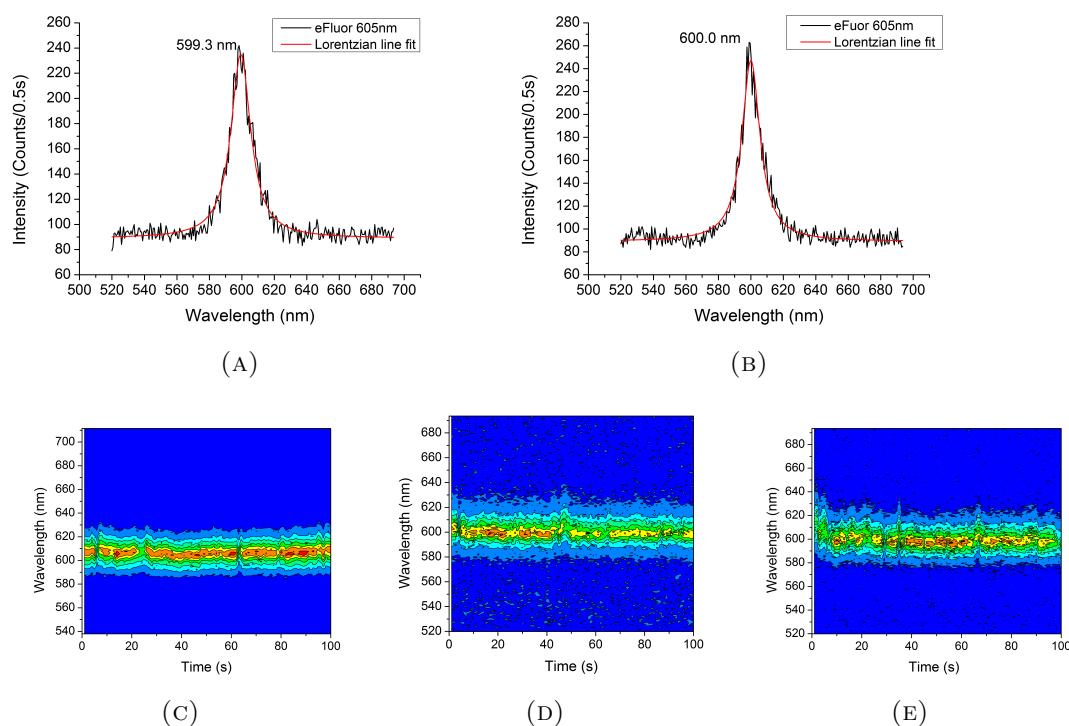 260
240
220
200
180
160
140
120
100
80
60
Intensity (Counts/0.5s)
599.3 nm
eFluor 605nm
Lorentzian line fit
500 520 540 560 580 600 620 640 660 680 700
Wavelength (nm)
(A)
280
260
240
220
200
180
160
140
120
100
80
60
Intensity (Counts/0.5s)
600.0 nm
eFuor 605nm
Lorentzian line fit
500 520 540 560 580 600 620 640 660 680 700
Wavelength (nm)
(B)
700
680
660
640
620
600
580
560
540
Wavelength (nm)
0 20 40 60 80 100
Time (s)
(C)
680
660
640
620
600
580
560
540
520
Wavelength (nm)
0 20 40 60 80 100
Time (s)
(D)
680
660
640
620
600
580
560
540
520
Wavelength (nm)
0 20 40 60 80 100
Time (s)
(E)